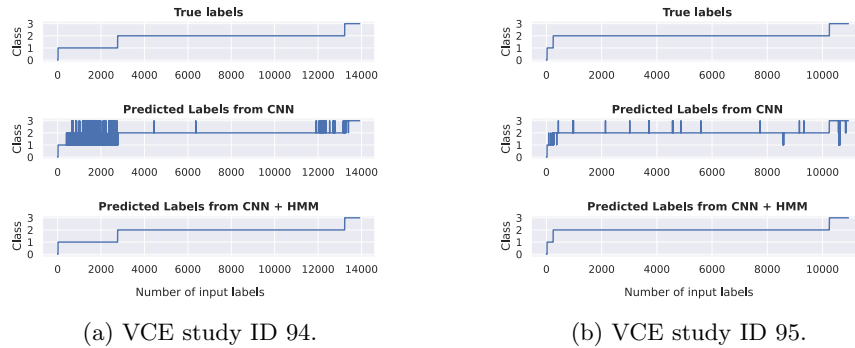 True labels
Class
3
2
1
0
0 2000 4000 6000 8000 10000 12000 14000
Predicted Labels from CNN
Class
3
2
1
0
0 2000 4000 6000 8000 10000 12000 14000
Predicted Labels from CNN + HMM
Class
3
2
1
0
0 2000 4000 6000 8000 10000 12000 14000
Number of input labels
(a) VCE study ID 94.
True labels
Class
3
2
1
0
0 2000 4000 6000 8000 10000
Predicted Labels from CNN
Class
3
2
1
0
0 2000 4000 6000 8000 10000
Predicted Labels from CNN + HMM
Class
3
2
1
0
0 2000 4000 6000 8000 10000
Number of input labels
(b) VCE study ID 95.